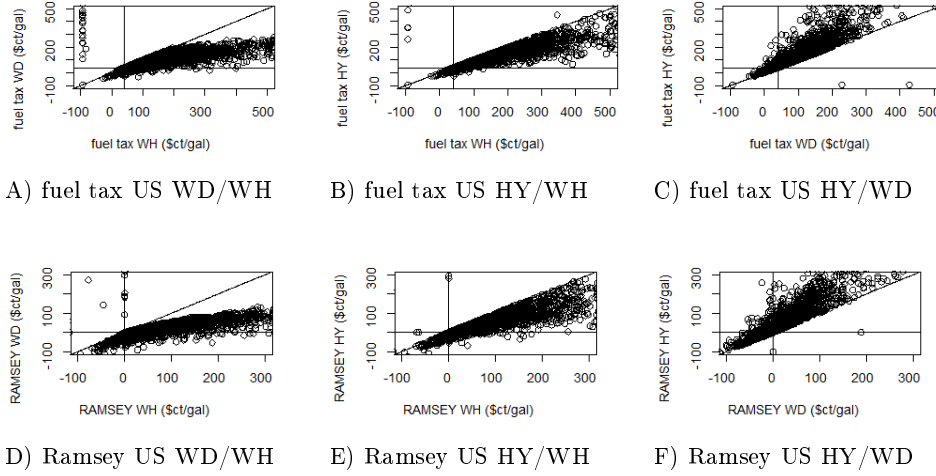 500
200
-100
fuel tax WD ($ct/gal)
-100 0 100 300 500
fuel tax WH ($ct/gal)
A) fuel tax US WD/WH
500
200
-100
fuel tax HY ($ct/gal)
-100 0 100 200 300 400 500
fuel tax WH ($ct/gal)
B) fuel tax US HY/WH
500
200
-100
fuet tax HY ($ct/gal)
-100 0 100 200 300 400 500
fuel tax WD ($ct/gal)
C) fuel tax US HY/WD
300
100
-100
RAMSEY WD ($ct/gal)
-100 0 100 200 300
RAMSEY WH ($ct/gal)
D) Ramsey US WD/WH
300
100
-100
RAMSEY HY ($ct/gal)
-100 0 100 200 300
RAMSEY WH ($ct/gal)
E) Ramsey US HY/WH
300
100
-100
RAMSEY HY ($ct/gal)
-100 0 100 200 300
RAMSEY WD ($ct/gal)
F) Ramsey US HY/WD